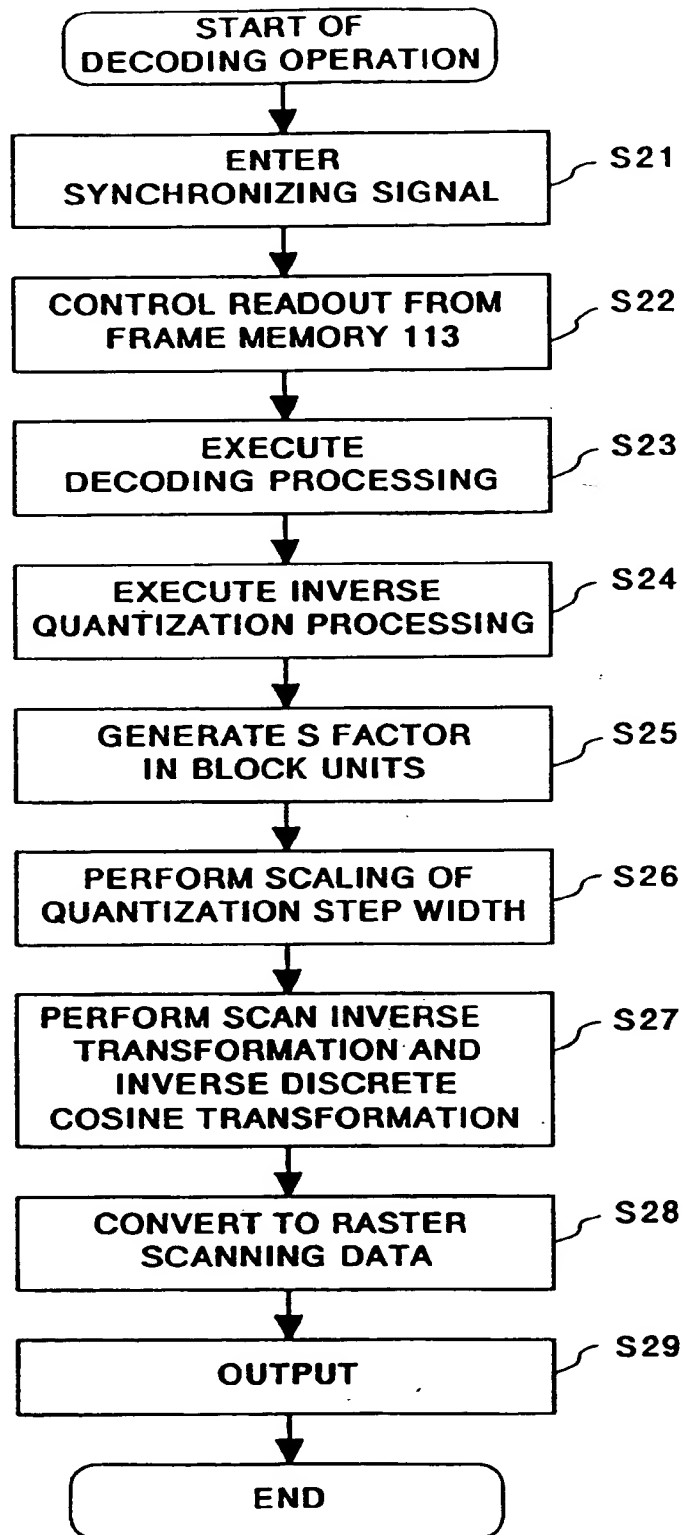 START OF
DECODING OPERATION
ENTER
SYNCHRONIZING SIGNAL
S21
CONTROL READOUT FROM
FRAME MEMORY 113
S22
EXECUTE
DECODING PROCESSING
S23
EXECUTE INVERSE
QUANTIZATION PROCESSING
S24
GENERATE S FACTOR
IN BLOCK UNITS
S25
PERFORM SCALING OF
QUANTIZATION STEP WIDTH
S26
PERFORM SCAN INVERSE
TRANSFORMATION AND
INVERSE DISCRETE
COSINE TRANSFORMATION
S27
CONVERT TO RASTER
SCANNING DATA
S28
OUTPUT
S29
END